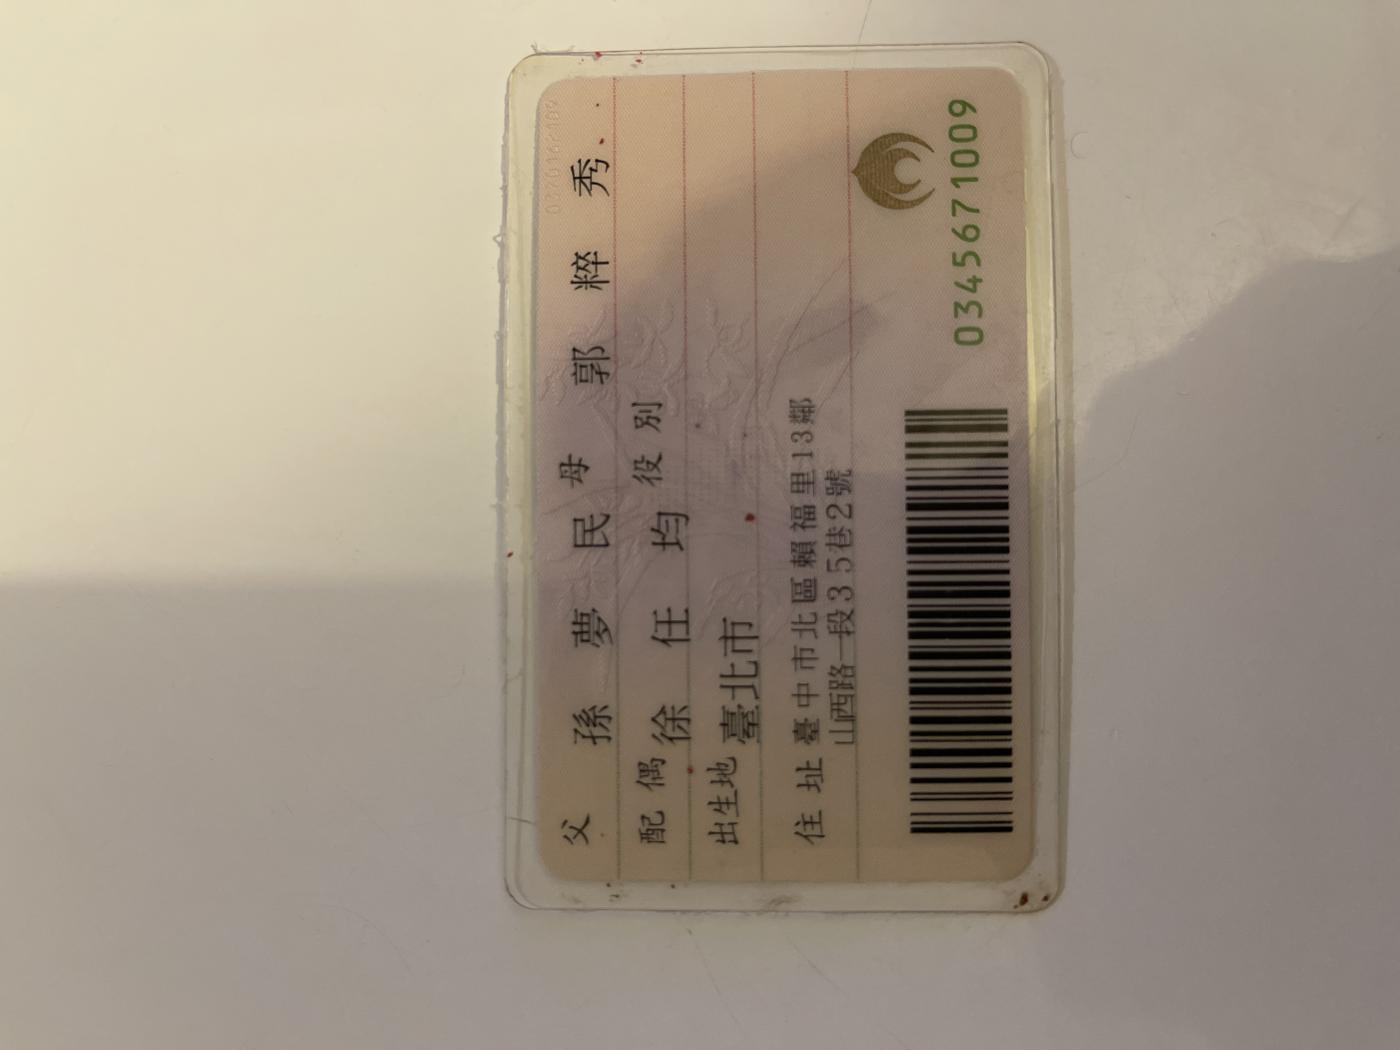 父 孫夢民 母 郭粹秀
配偶 徐任均 役別
出生地 臺北市
住址 臺中市北區賴福里13鄰
山西路一段35巷2號
0345671009